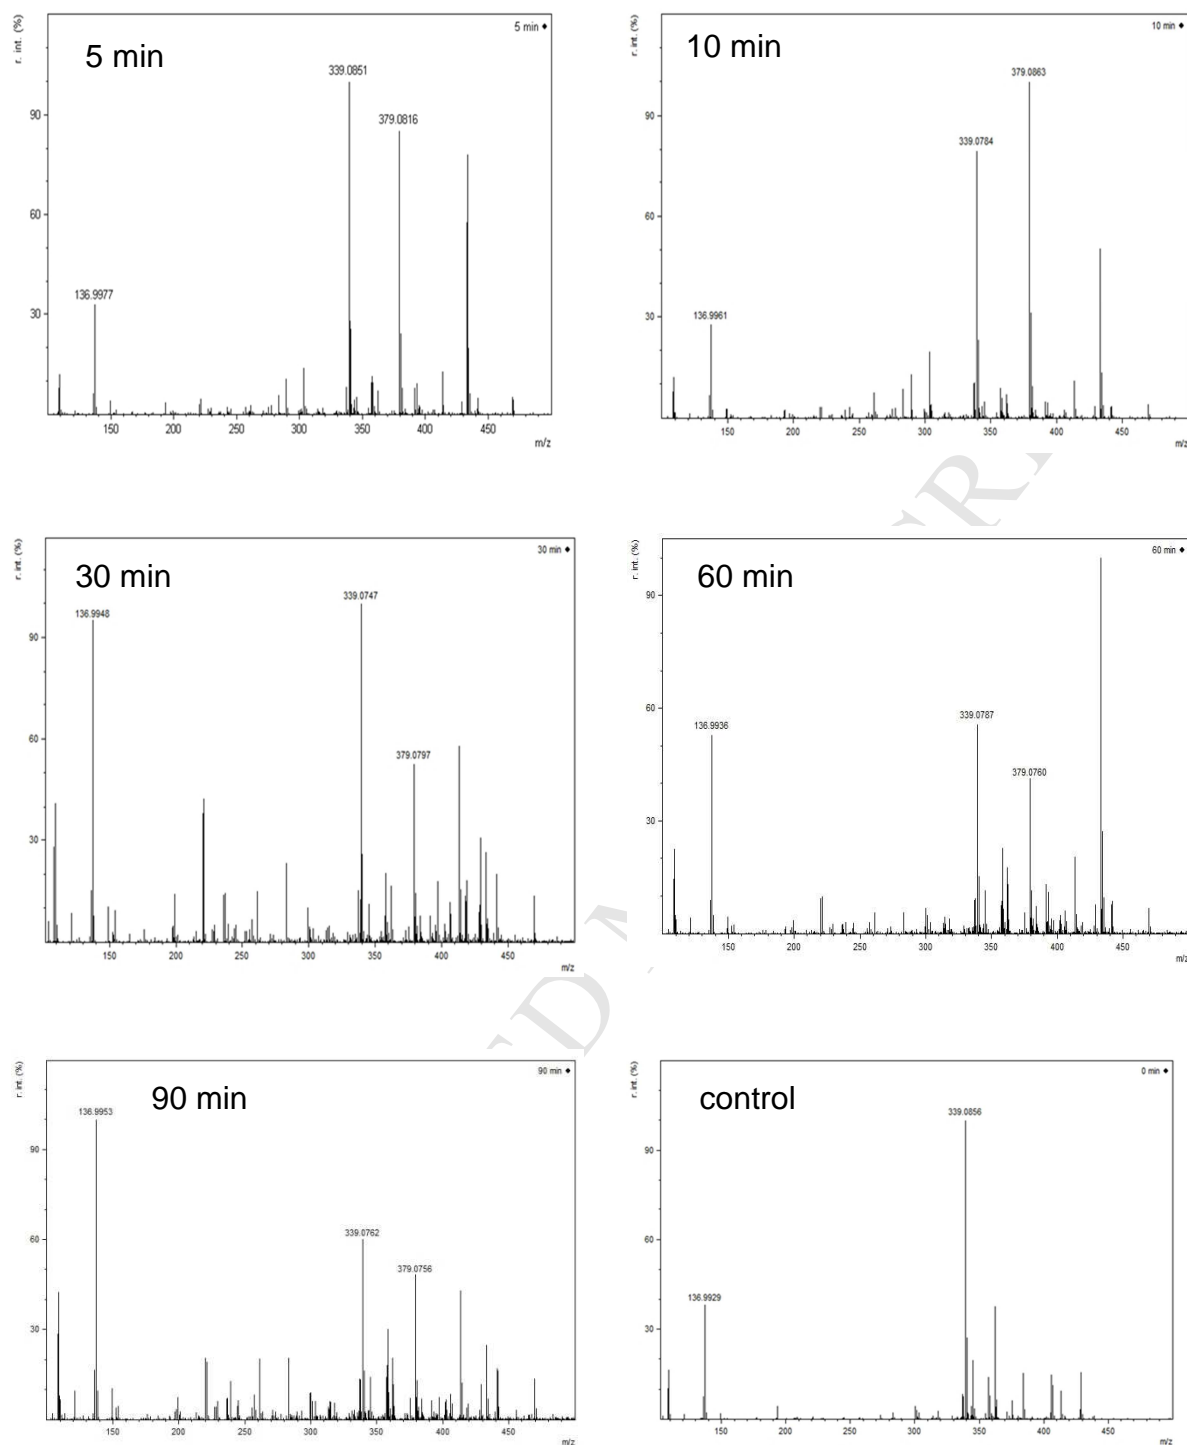 r. int. (%)
5 min ◆
5 min
339.0851
379.0816
136.9977
90
60
30
150 200 250 300 350 400 450
m/z
r. int. (%)
10 min ◆
10 min
379.0863
339.0784
136.9961
90
60
30
150 200 250 300 350 400 450
m/z
r. int. (%)
30 min ◆
30 min
339.0747
136.9948
379.0797
90
60
30
150 200 250 300 350 400 450
m/z
r. int. (%)
60 min ◆
60 min
339.0787
136.9936
379.0760
90
60
30
150 200 250 300 350 400 450
m/z
r. int. (%)
90 min ◆
90 min
136.9953
339.0762
379.0756
90
60
30
150 200 250 300 350 400 450
m/z
r. int. (%)
0 min ◆
control
339.0856
136.9929
90
60
30
150 200 250 300 350 400 450
m/z